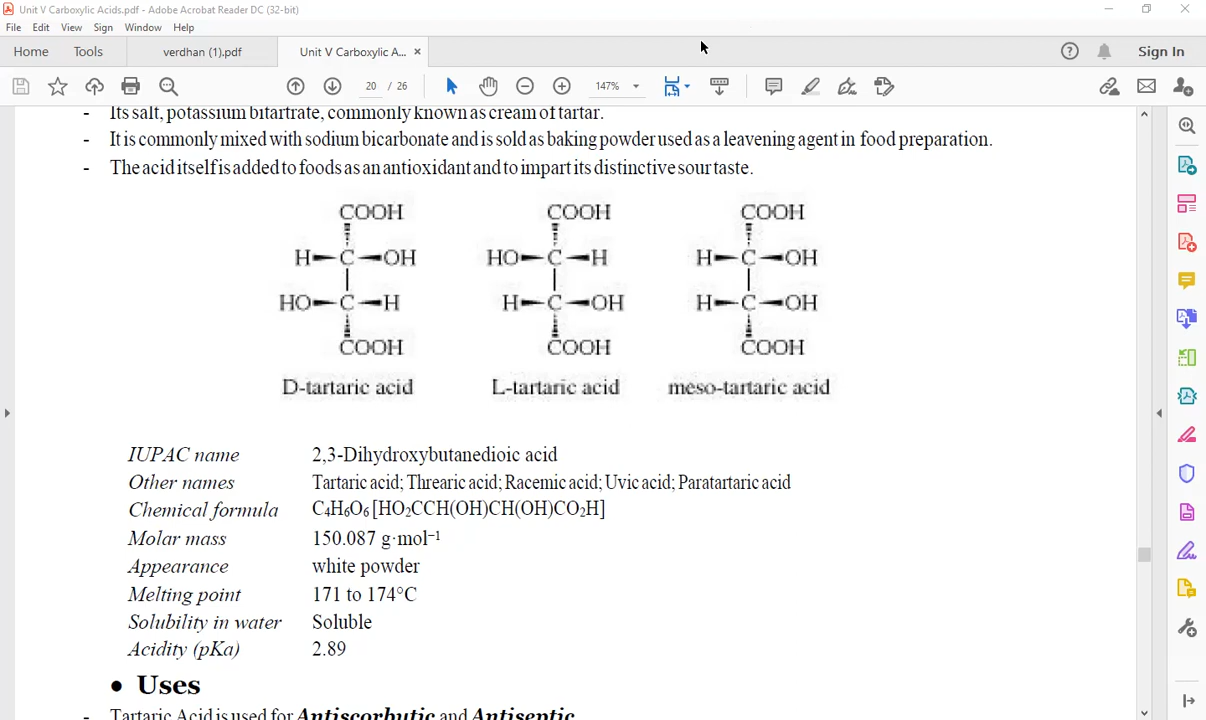 Unit V Carboxylic Acids.pdf - Adobe Acrobat Reader DC (32-bit)
File Edit View Sign Window Help
Home Tools verdhan (1).pdf Unit V Carboxylic A... × Sign In
20 / 26 147%
- Its salt, potassium bitartrate, commonly known as cream of tartar.
- It is commonly mixed with sodium bicarbonate and is sold as baking powder used as a leavening agent in food preparation.
- The acid itself is added to foods as an antioxidant and to impart its distinctive sour taste.
COOH COOH COOH
H C OH HO C H H C OH
HO C H H C OH H C OH
COOH COOH COOH
D-tartaric acid L-tartaric acid meso-tartaric acid
IUPAC name 2,3-Dihydroxybutanedioic acid
Other names Tartaric acid; Threaric acid; Racemic acid; Uvic acid; Paratartaric acid
Chemical formula C₄H₆O₆ [HO₂CCH(OH)CH(OH)CO₂H]
Molar mass 150.087 g·mol⁻¹
Appearance white powder
Melting point 171 to 174°C
Solubility in water Soluble
Acidity (pKa) 2.89
• Uses
- Tartaric Acid is used for Antiscorbutic and Antiseptic.